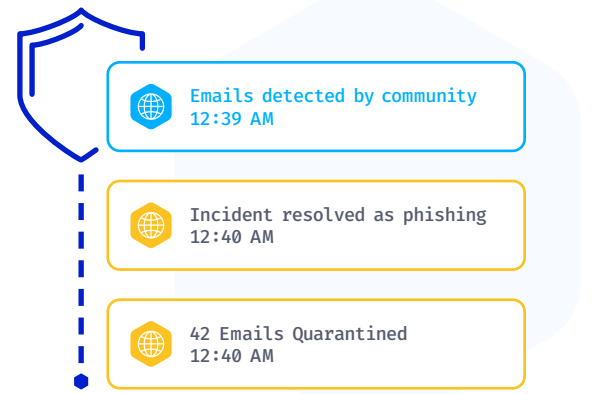 Emails detected by community
12:39 AM
Incident resolved as phishing
12:40 AM
42 Emails Quarantined
12:40 AM